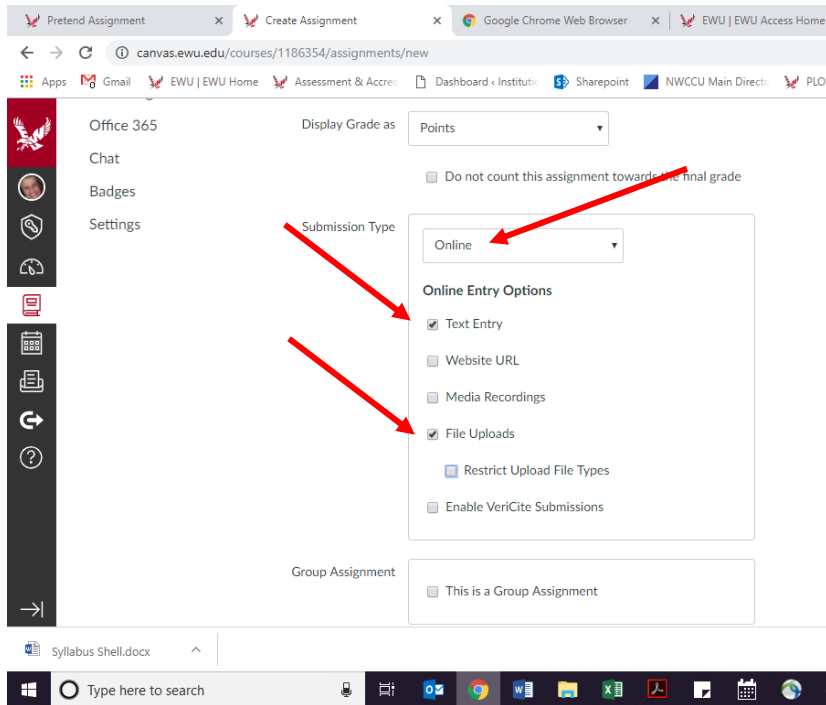 Pretend Assignment × Create Assignment × Google Chrome Web Browser × EWU | EWU Access Home
canvas.ewu.edu/courses/1186354/assignments/new
Apps Gmail EWU | EWU Home Assessment & Accrec Dashboard ‹ Institutic Sharepoint NWCCU Main Directo PLO
Office 365
Chat
Badges
Settings
Display Grade as Points
Do not count this assignment towards the final grade
Submission Type Online
Online Entry Options
Text Entry
Website URL
Media Recordings
File Uploads
Restrict Upload File Types
Enable VeriCite Submissions
Group Assignment This is a Group Assignment
Syllabus Shell.docx
Type here to search